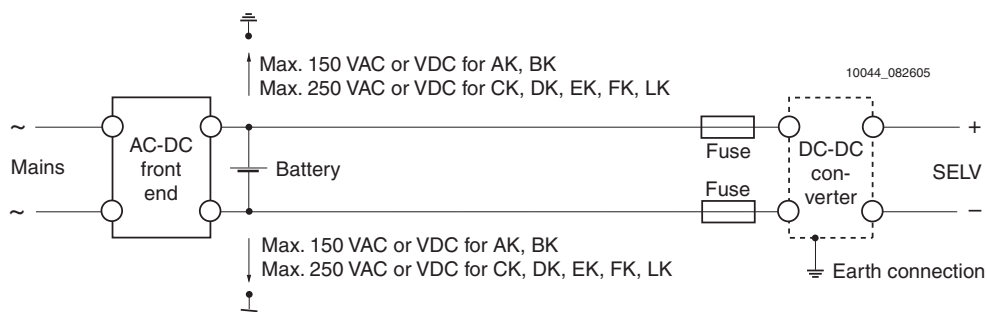 Max. 150 VAC or VDC for AK, BK
Max. 250 VAC or VDC for CK, DK, EK, FK, LK
10044_082605
~
+
AC-DC
front
end
Mains
Battery
Fuse
Fuse
DC-DC
con-
verter
SELV
~
–
Max. 150 VAC or VDC for AK, BK
Max. 250 VAC or VDC for CK, DK, EK, FK, LK
Earth connection